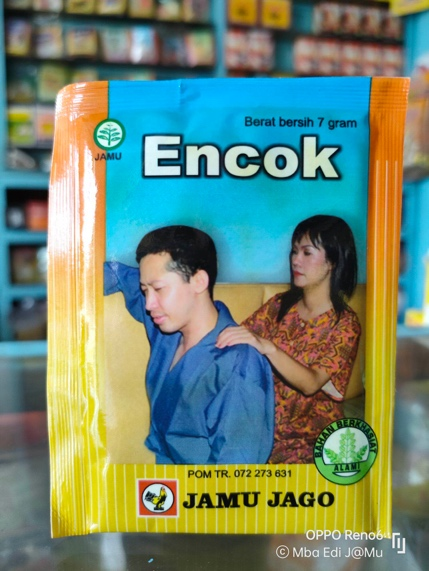 Berat bersih 7 gram
JAMU
Encok
BAHAN BERKHASIAT
ALAMI
POM TR. 072 273 631
JAMU JAGO
OPPO Reno6
© Mba Edi J@Mu